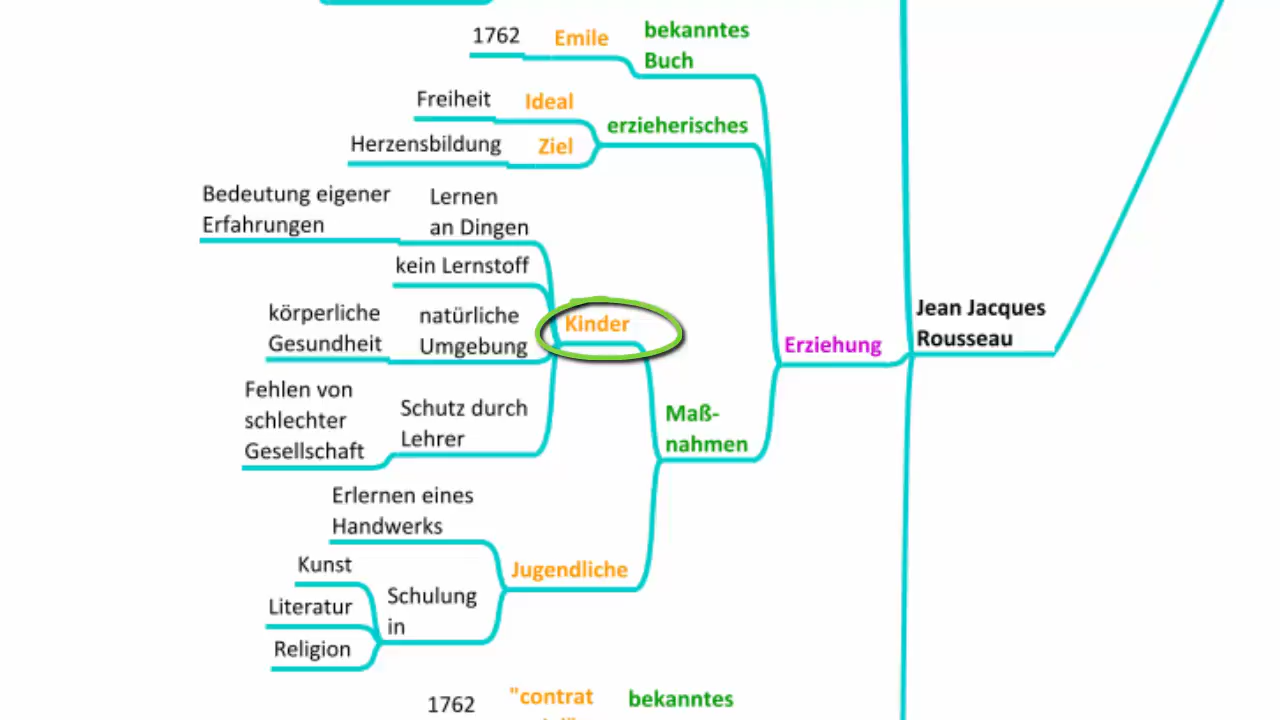 1762 Emile bekanntes
Buch
Freiheit Ideal
erzieherisches
Herzensbildung Ziel
Bedeutung eigener
Erfahrungen
Lernen
an Dingen
kein Lernstoff
körperliche
Gesundheit
natürliche
Umgebung
Kinder
Fehlen von
schlechter
Gesellschaft
Schutz durch
Lehrer
Maß-
nahmen
Erziehung
Jean Jacques
Rousseau
Erlernen eines
Handwerks
Jugendliche
Kunst
Literatur
Religion
Schulung
in
1762 "contrat bekanntes